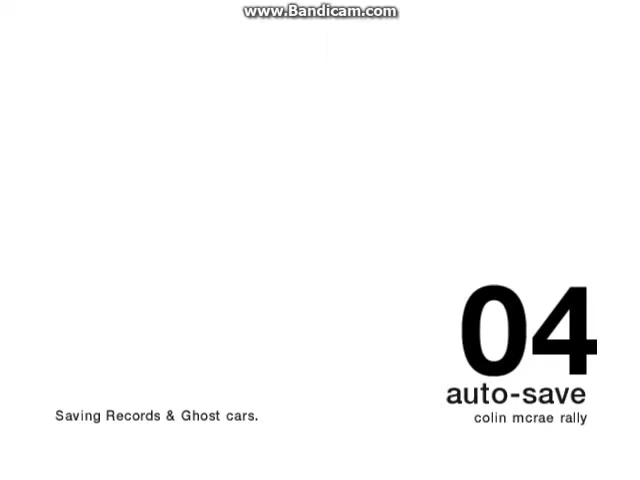 www.Bandicam.com
04
auto-save
Saving Records & Ghost cars.
colin mcrae rally